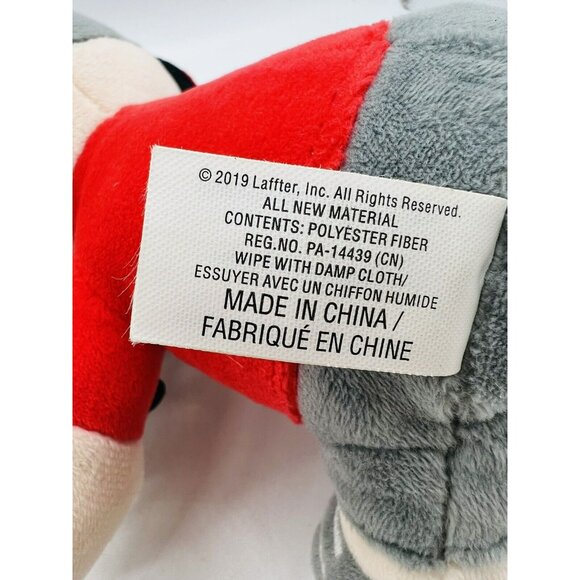 © 2019 Laffter, Inc. All Rights Reserved.
ALL NEW MATERIAL
CONTENTS: POLYESTER FIBER
REG.NO. PA-14439 (CN)
WIPE WITH DAMP CLOTH/
ESSUYER AVEC UN CHIFFON HUMIDE
MADE IN CHINA /
FABRIQUÉ EN CHINE